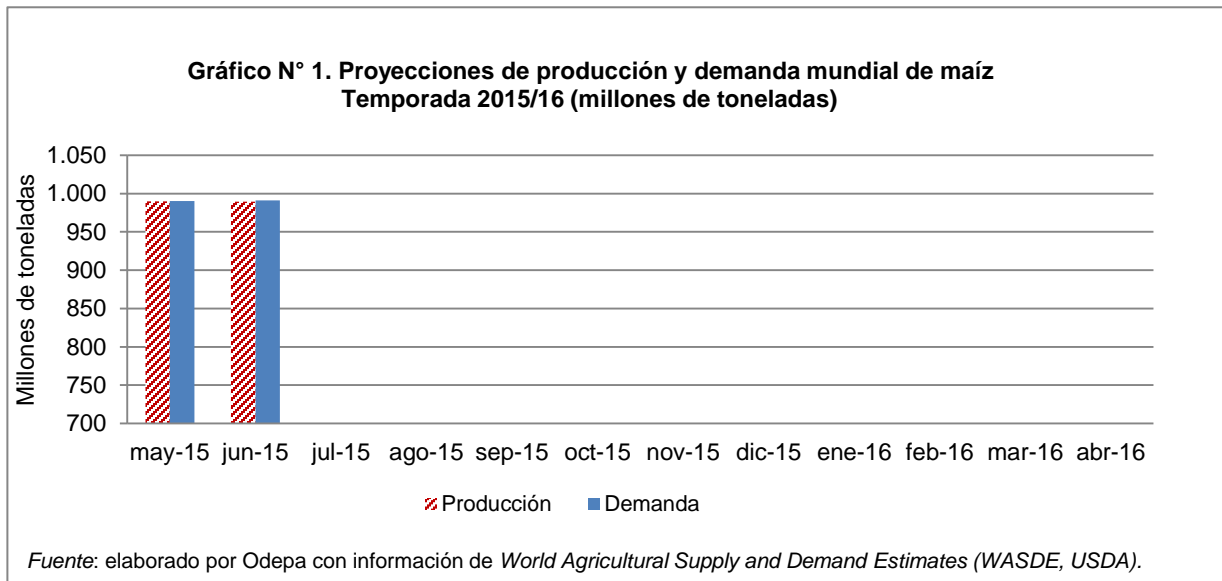 Gráfico N° 1. Proyecciones de producción y demanda mundial de maíz
Temporada 2015/16 (millones de toneladas)
Millones de toneladas
1.050
1.000
950
900
850
800
750
700
may-15 jun-15 jul-15 ago-15 sep-15 oct-15 nov-15 dic-15 ene-16 feb-16 mar-16 abr-16
Producción Demanda
Fuente: elaborado por Odepa con información de World Agricultural Supply and Demand Estimates (WASDE, USDA).